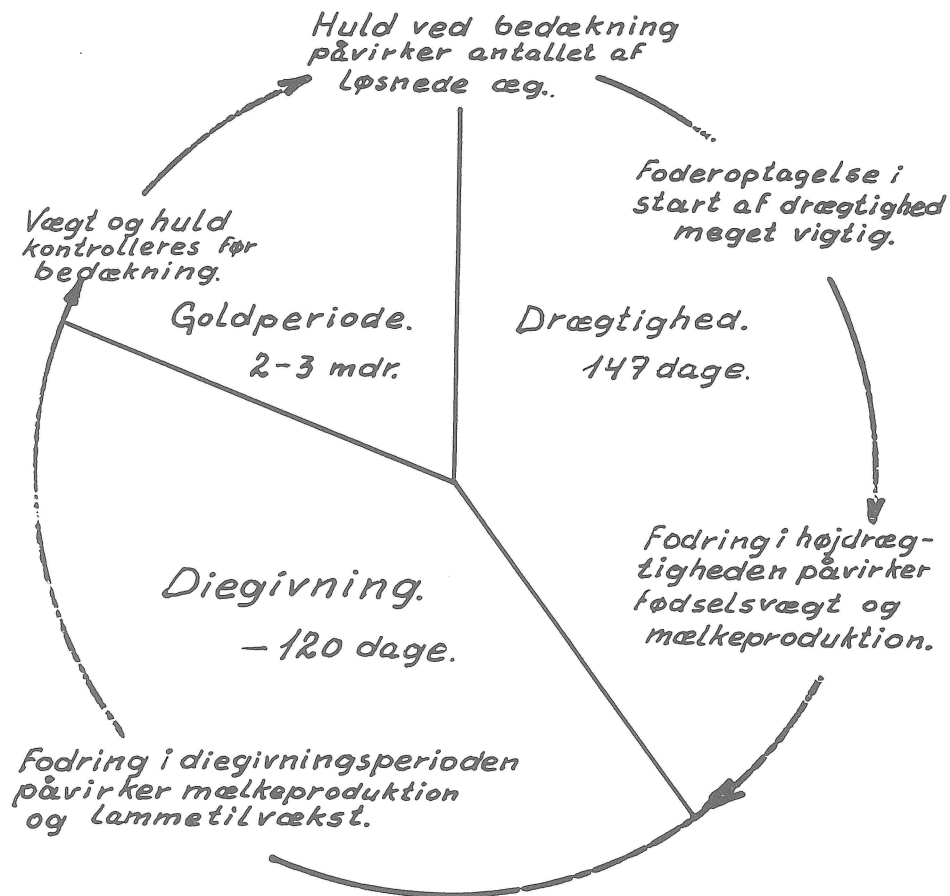 Huld ved bedækning
påvirker antallet af
løsnede æg..
Foderoptagelse i
start af drægtighed
meget vigtig.
Vægt og huld
kontrolleres før
bedækning.
Goldperiode.
2-3 mdr.
Drægtighed.
147 dage.
Fodring i højdræg-
tigheden påvirker
fødselsvægt og
mælkeproduktion.
Diegivning.
- 120 dage.
Fodring i diegivningsperioden
påvirker mælkeproduktion
og lammetilvækst.